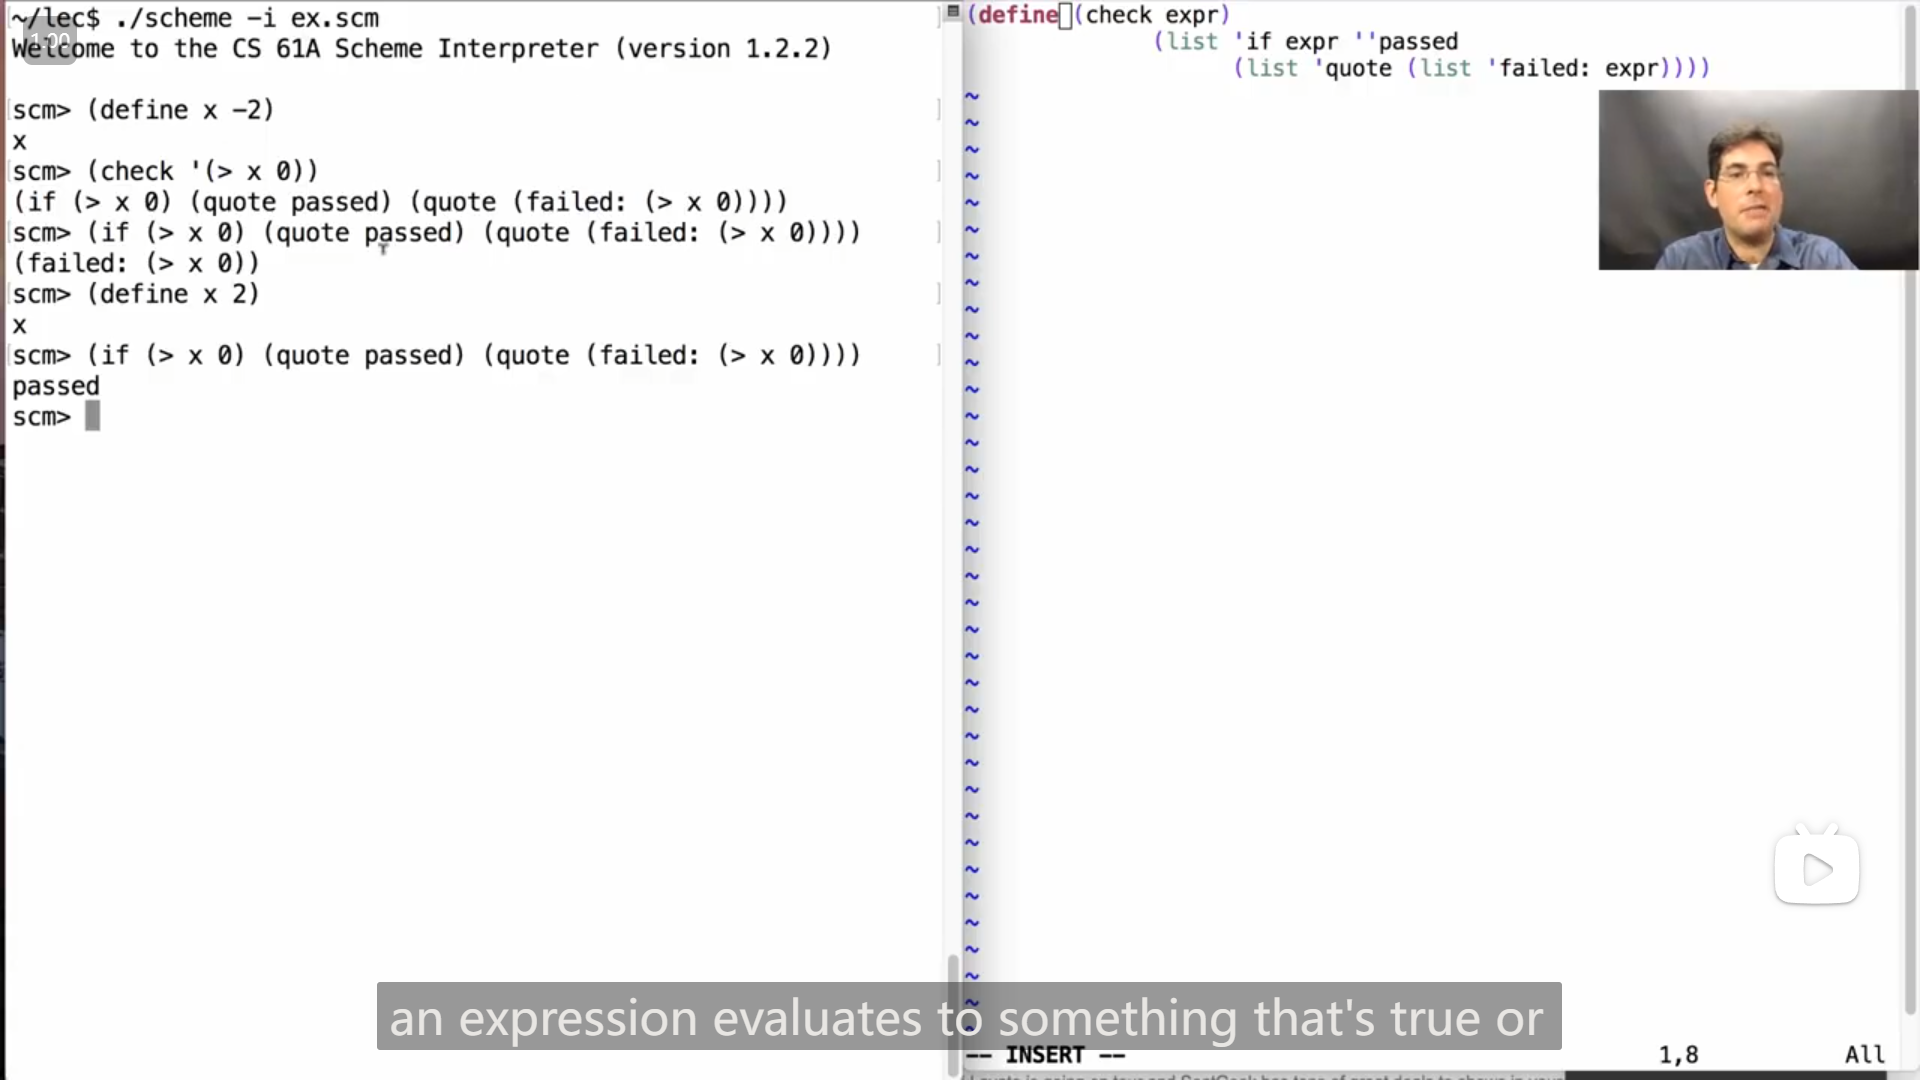 ~/lec$ ./scheme -i ex.scm
1:00
Welcome to the CS 61A Scheme Interpreter (version 1.2.2)
scm> (define x -2)
x
scm> (check '(> x 0))
(if (> x 0) (quote passed) (quote (failed: (> x 0))))
scm> (if (> x 0) (quote passed) (quote (failed: (> x 0))))
(failed: (> x 0))
scm> (define x 2)
x
scm> (if (> x 0) (quote passed) (quote (failed: (> x 0))))
passed
scm>
(define (check expr)
(list 'if expr ''passed
(list 'quote (list 'failed: expr))))
an expression evaluates to something that's true or
-- INSERT -- 1,8 All